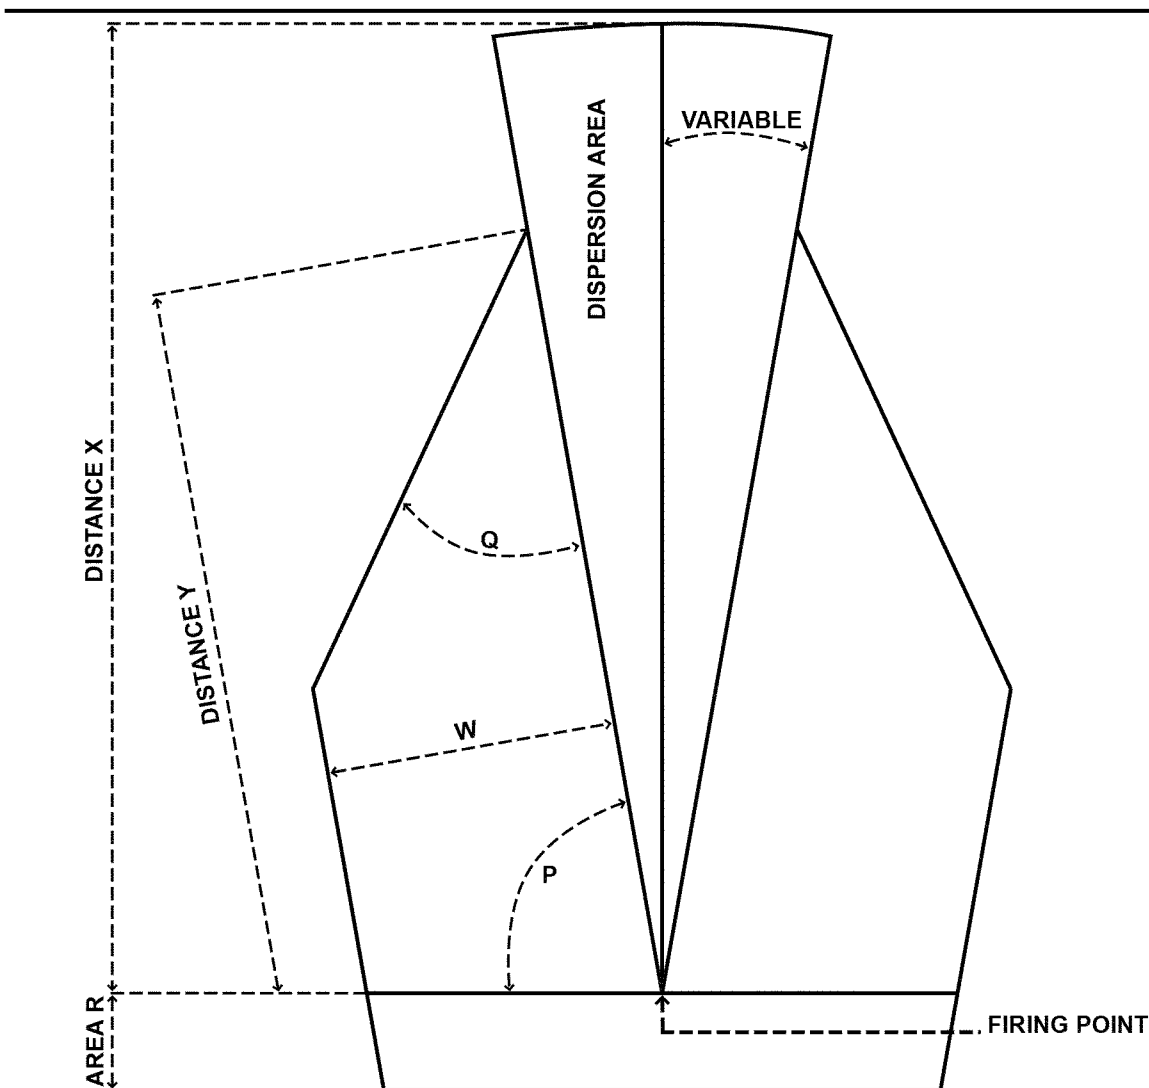 VARIABLE
DISPERSION AREA
DISTANCE X
Q
DISTANCE Y
W
P
AREA R
FIRING POINT